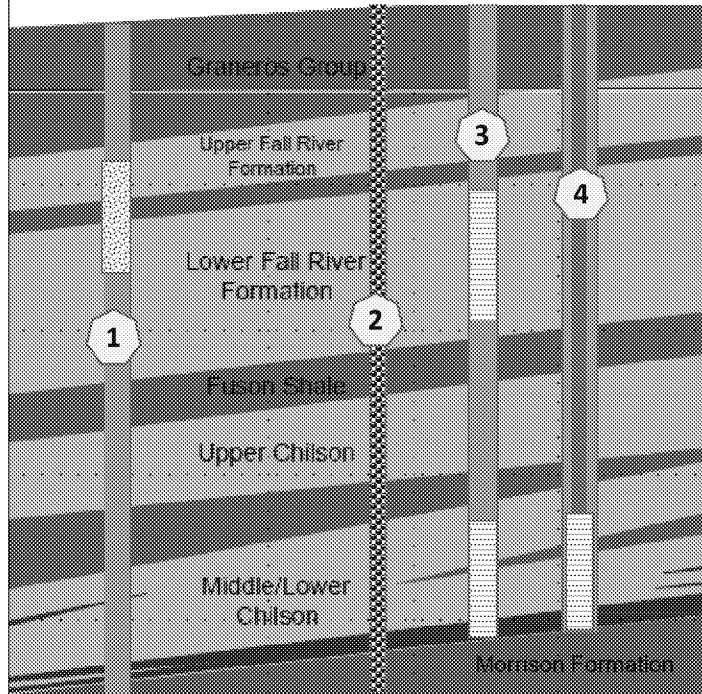 Graneros Group
Upper Fall River
Formation
3
4
Lower Fall River
Formation
1
2
Fuson Shale
Upper Chilson
Middle/Lower
Chilson
Morrison Formation